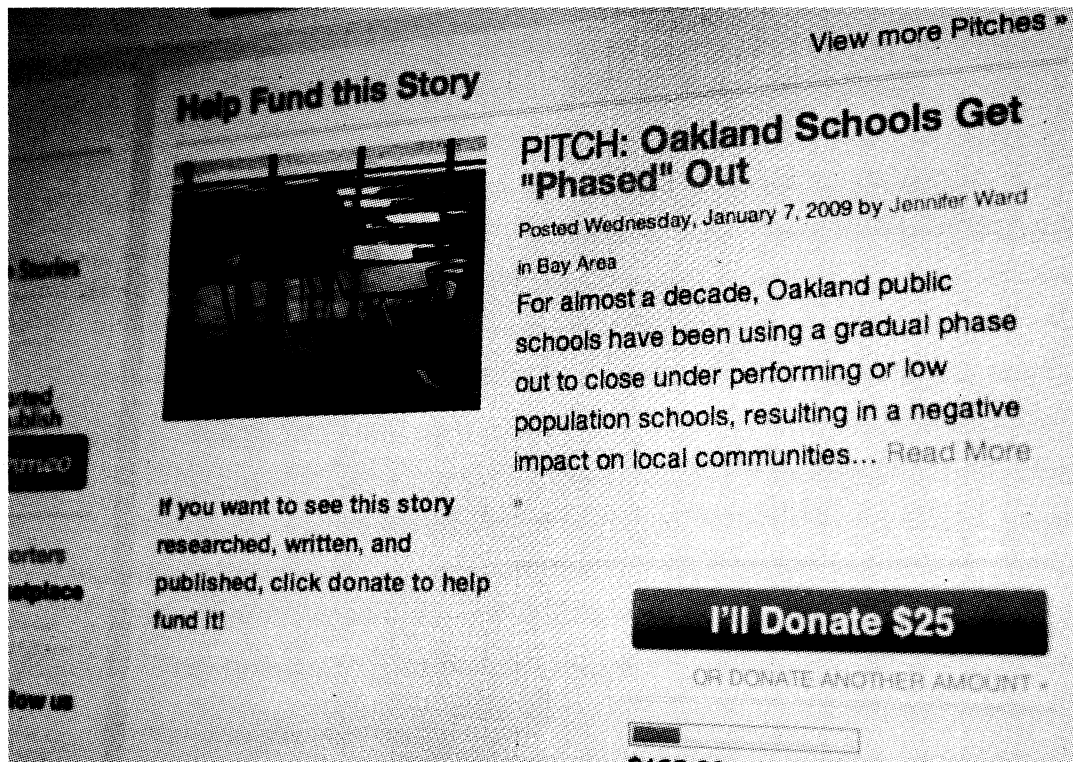 View more Pitches »
Help Fund this Story
PITCH: Oakland Schools Get
"Phased" Out
Posted Wednesday, January 7, 2009 by Jennifer Ward
in Bay Area
For almost a decade, Oakland public
schools have been using a gradual phase
out to close under performing or low
population schools, resulting in a negative
impact on local communities... Read More
»
If you want to see this story
researched, written, and
published, click donate to help
fund it!
I'll Donate $25
OR DONATE ANOTHER AMOUNT »
Stories